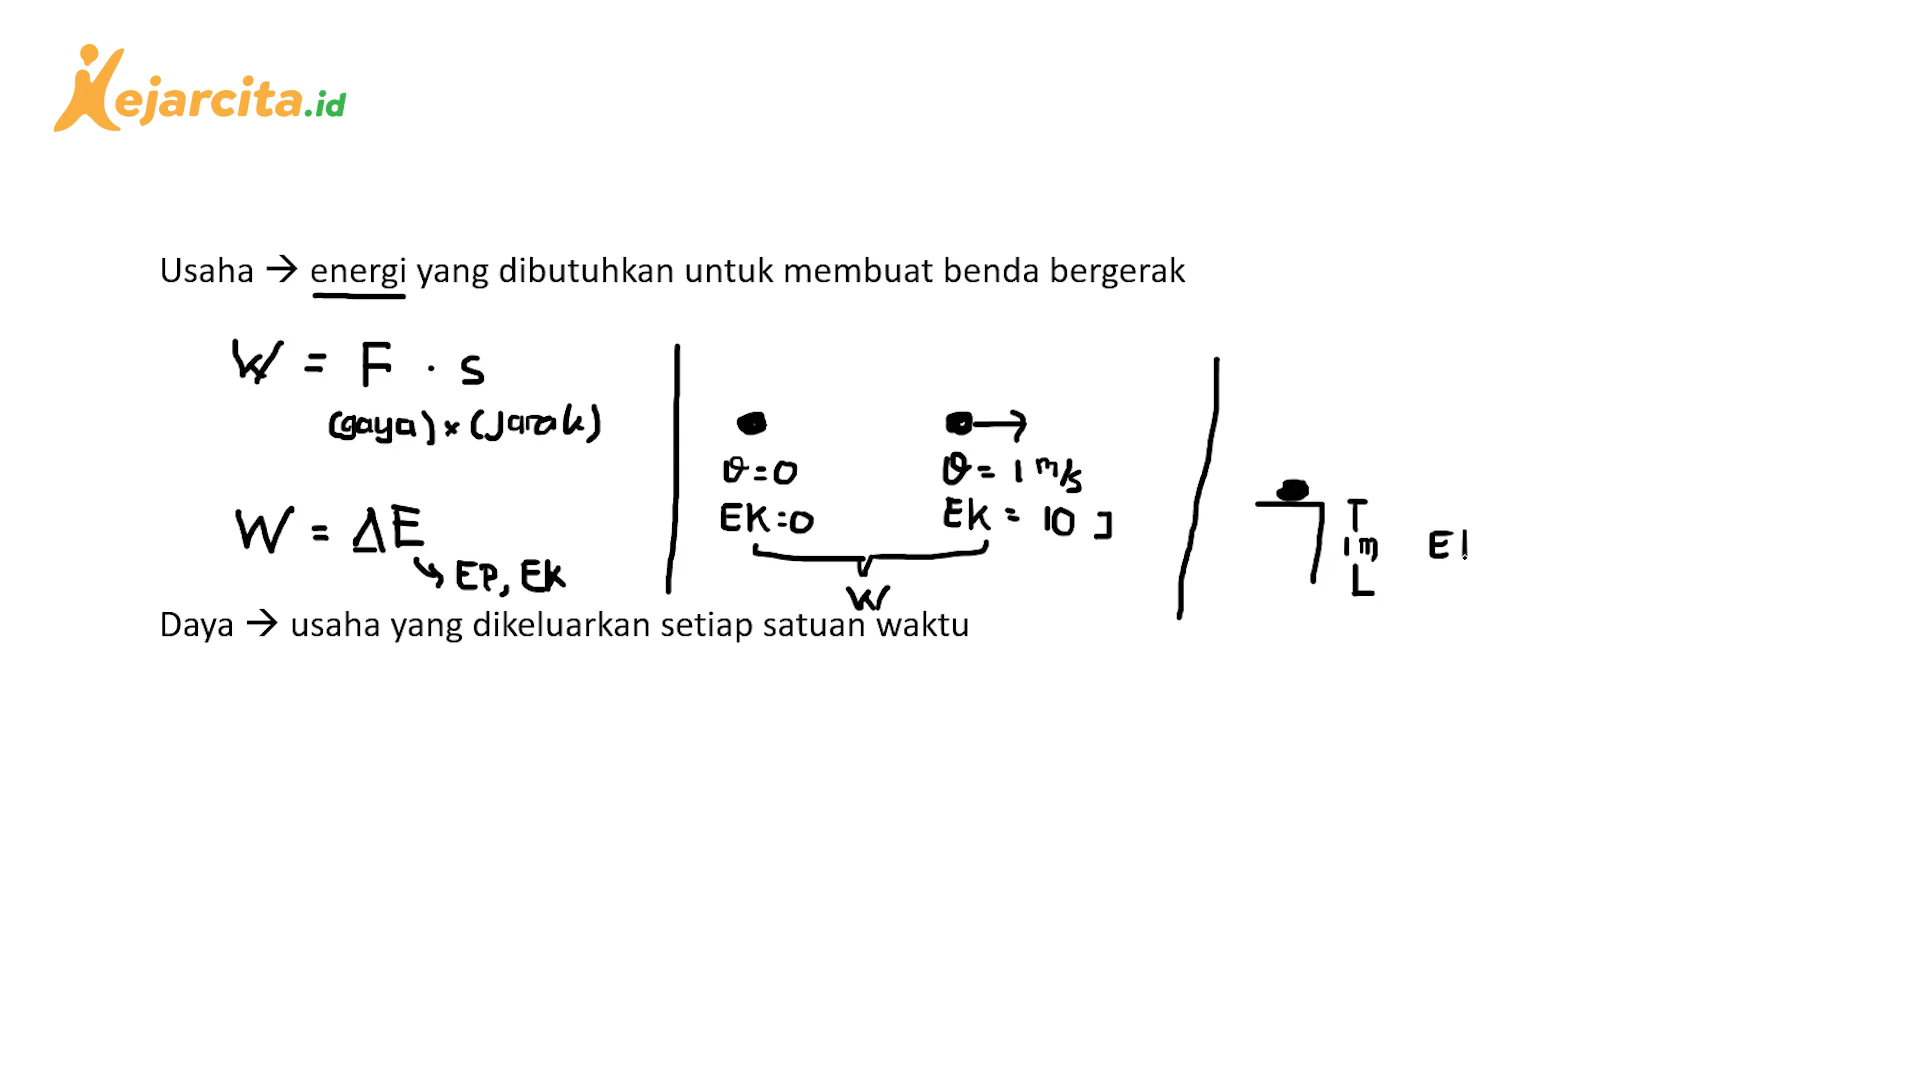 Kejarcita.id
Usaha → energi yang dibutuhkan untuk membuat benda bergerak
W = F · s
(gaya) × (Jarak)
W = ΔE
EP, EK
v=0
EK=0
v= 1 m/s
EK = 10 J
W
1m
Daya → usaha yang dikeluarkan setiap satuan waktu